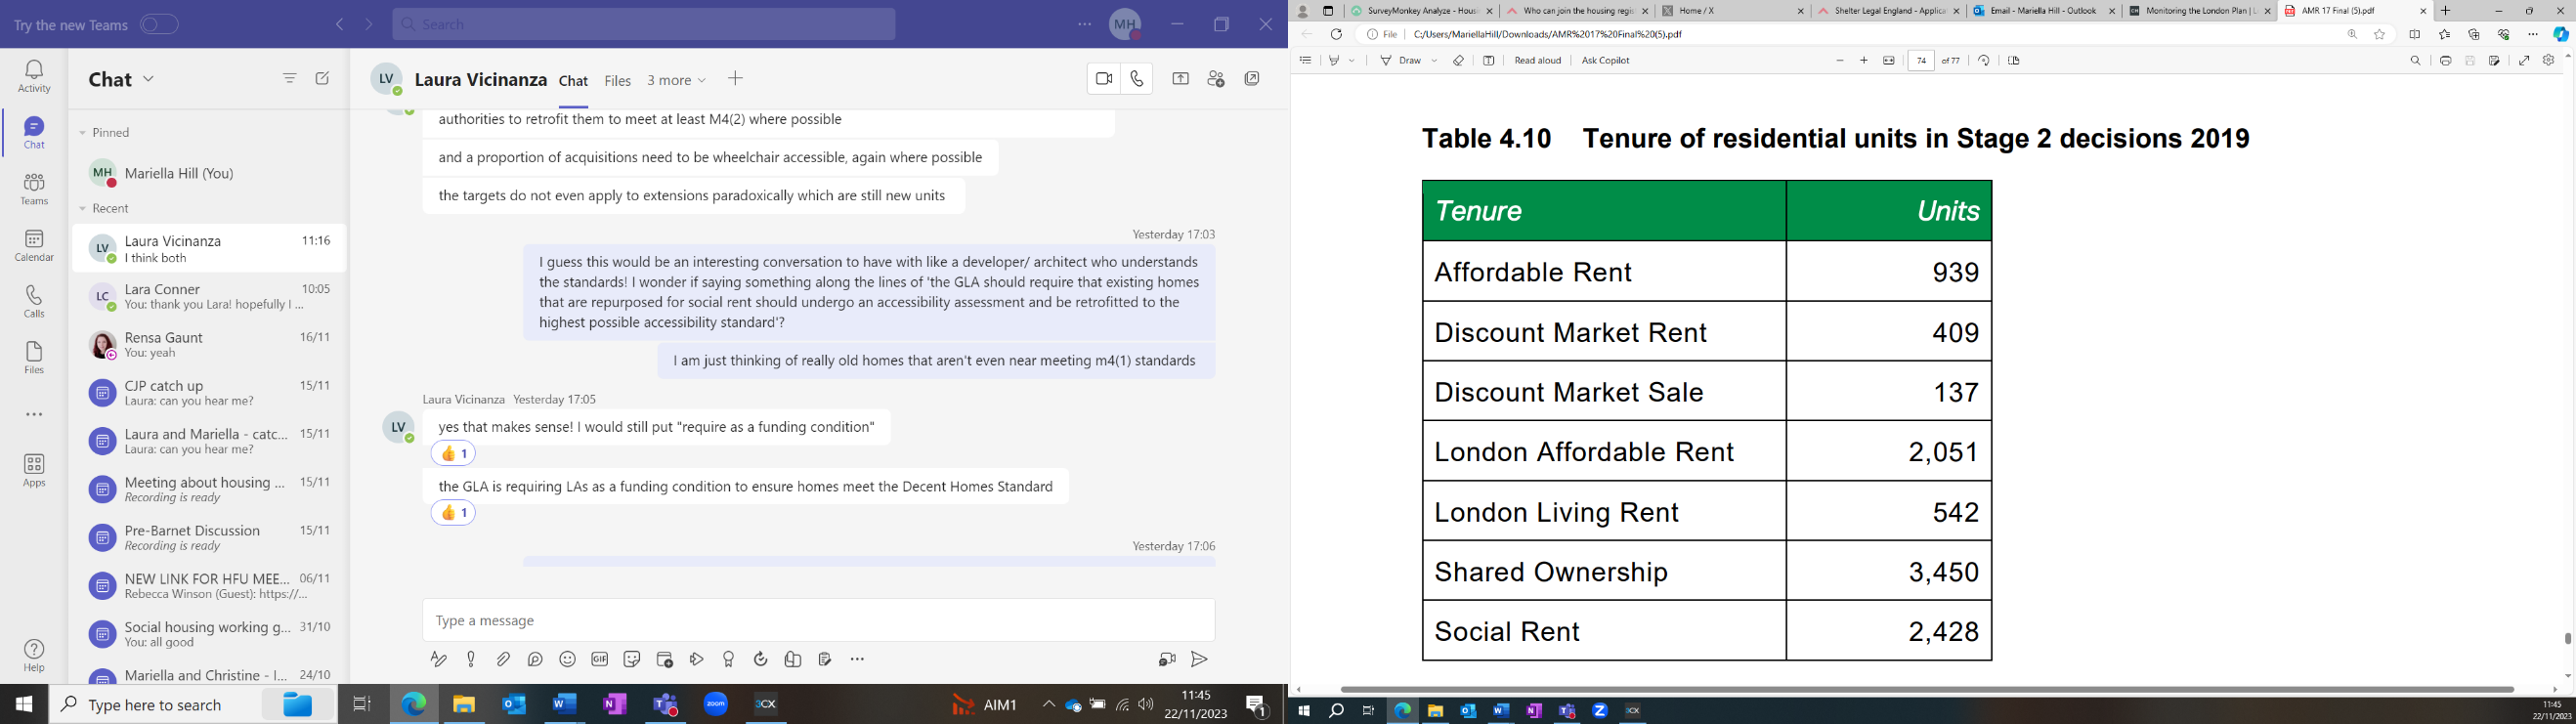 Try the new Teams
Search
MH
Activity
Chat
Teams
Calendar
Calls
Files
Apps
Help
Chat
Pinned
MH Mariella Hill (You)
Recent
LV Laura Vicinanza 11:16
I think both
LC Lara Conner 10:05
You: thank you Lara! hopefully I ...
Rensa Gaunt 16/11
You: yeah
CJP catch up 15/11
Laura: can you hear me?
Laura and Mariella - catc... 15/11
Laura: can you hear me?
Meeting about housing ... 15/11
Recording is ready
Pre-Barnet Discussion 15/11
Recording is ready
NEW LINK FOR HFU MEE... 06/11
Rebecca Winson (Guest): https://...
Social housing working g... 31/10
You: all good
Mariella and Christine - I... 24/10
LV Laura Vicinanza Chat Files 3 more
authorities to retrofit them to meet at least M4(2) where possible
and a proportion of acquisitions need to be wheelchair accessible, again where possible
the targets do not even apply to extensions paradoxically which are still new units
Yesterday 17:03
I guess this would be an interesting conversation to have with like a developer/ architect who understands
the standards! I wonder if saying something along the lines of 'the GLA should require that existing homes
that are repurposed for social rent should undergo an accessibility assessment and be retrofitted to the
highest possible accessibility standard'?
I am just thinking of really old homes that aren't even near meeting m4(1) standards
Laura Vicinanza Yesterday 17:05
LV
yes that makes sense! I would still put "require as a funding condition"
1
the GLA is requiring LAs as a funding condition to ensure homes meet the Decent Homes Standard
1
Yesterday 17:06
Type a message
GIF
Type here to search
zoom
3CX
AIM1
11:45
22/11/2023
1
SurveyMonkey Analyze - Hous
Who can join the housing regis
Home / X
Shelter Legal England - Applica
Email - Mariella Hill - Outlook
Monitoring the London Plan | L
AMR 17 Final (5).pdf
File C:/Users/MariellaHill/Downloads/AMR%2017%20Final%20(5).pdf
Draw Read aloud Ask Copilot 74 of 77
Table 4.10 Tenure of residential units in Stage 2 decisions 2019
Tenure Units
Affordable Rent 939
Discount Market Rent 409
Discount Market Sale 137
London Affordable Rent 2,051
London Living Rent 542
Shared Ownership 3,450
Social Rent 2,428
3CX
11:45
22/11/2023